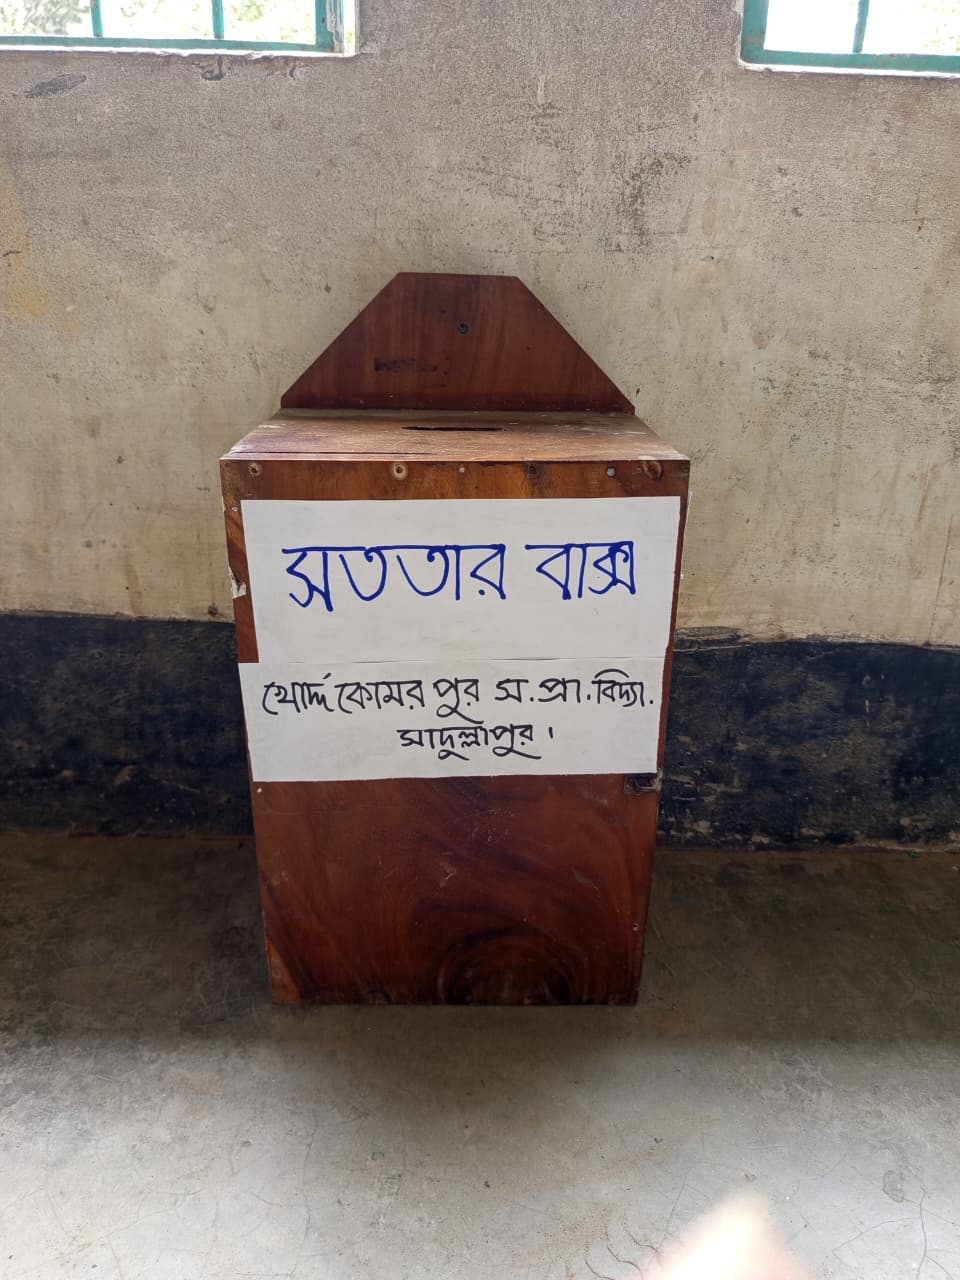 সততার বাক্স
খোর্দ্দ কোমর পুর স.প্রা.বিদ্যা.
সাদুল্লাপুর।